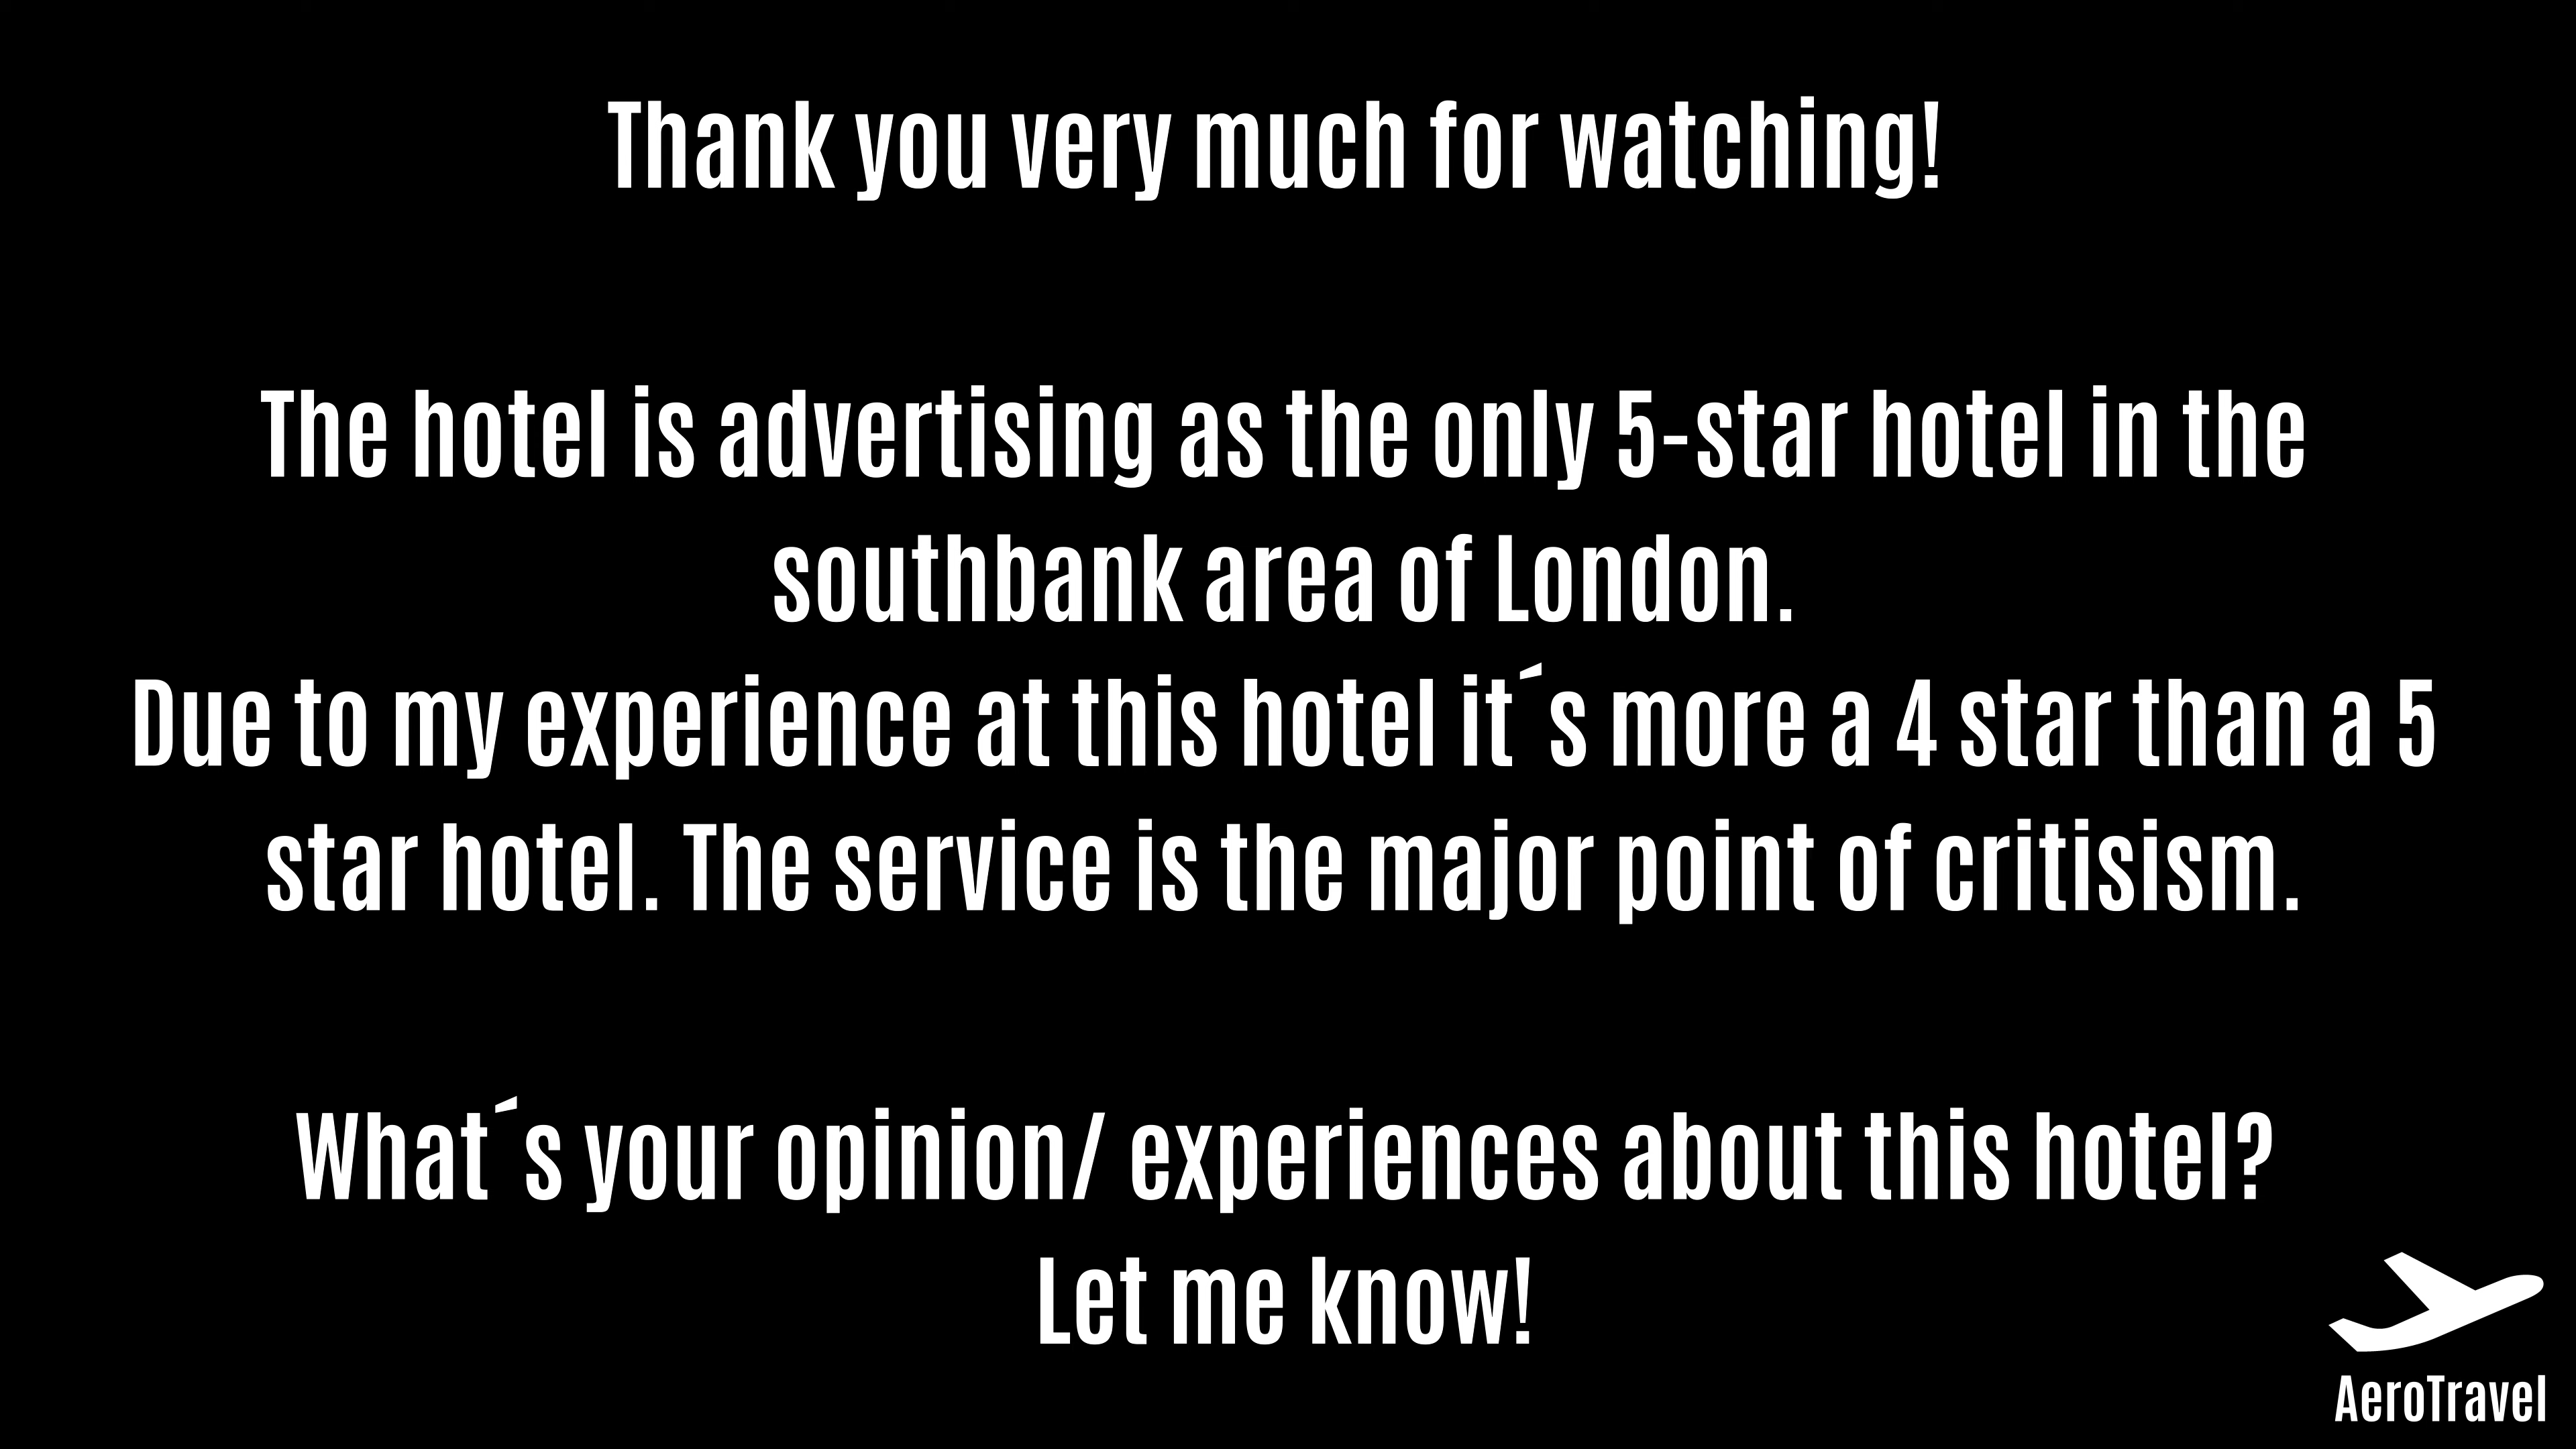 Thank you very much for watching!
The hotel is advertising as the only 5-star hotel in the
southbank area of London.
Due to my experience at this hotel it´s more a 4 star than a 5
star hotel. The service is the major point of critisism.
What´s your opinion/ experiences about this hotel?
Let me know!
AeroTravel